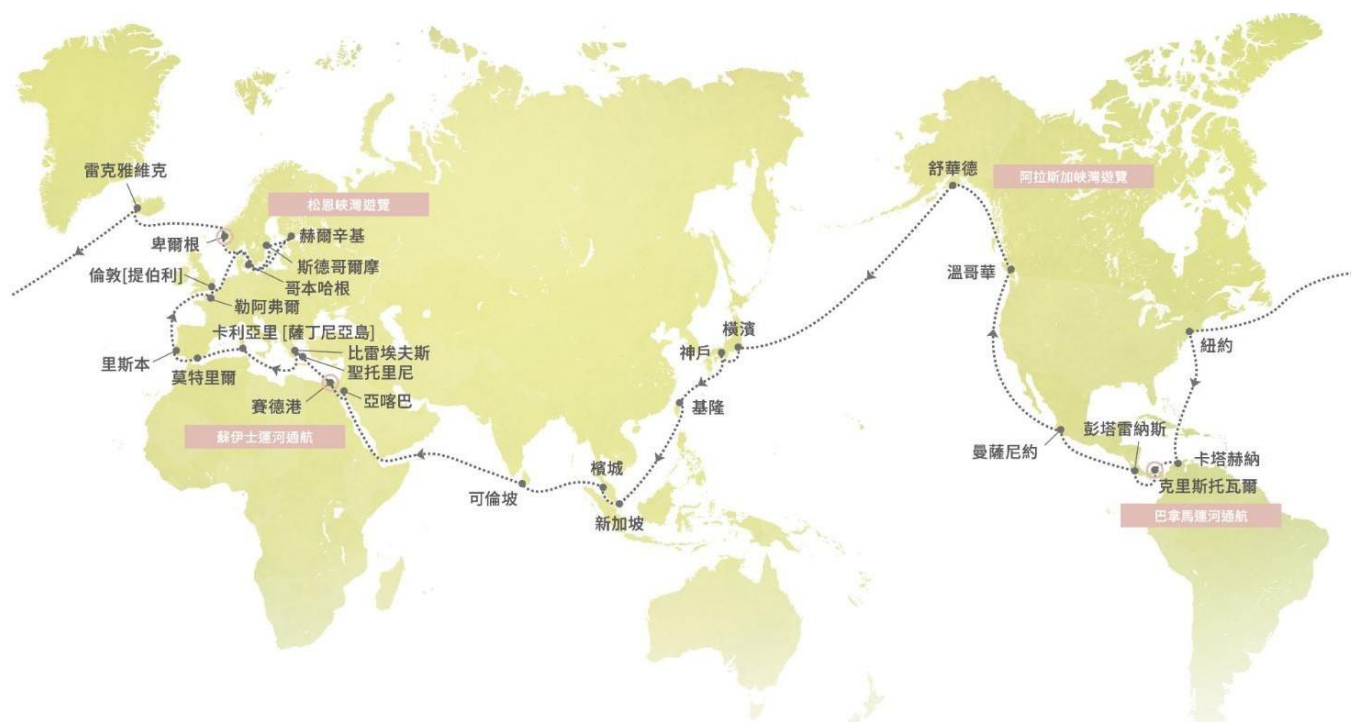 雷克雅維克
松恩峽灣遊覽
卑爾根
赫爾辛基
斯德哥爾摩
倫敦[提伯利]
哥本哈根
勒阿弗爾
卡利亞里 [薩丁尼亞島]
里斯本
比雷埃夫斯
莫特里爾
聖托里尼
賽德港
亞喀巴
蘇伊士運河通航
可倫坡
檳城
新加坡
基隆
神戶
橫濱
舒華德
阿拉斯加峽灣遊覽
溫哥華
紐約
曼薩尼約
彭塔雷納斯
卡塔赫納
克里斯托瓦爾
巴拿馬運河通航